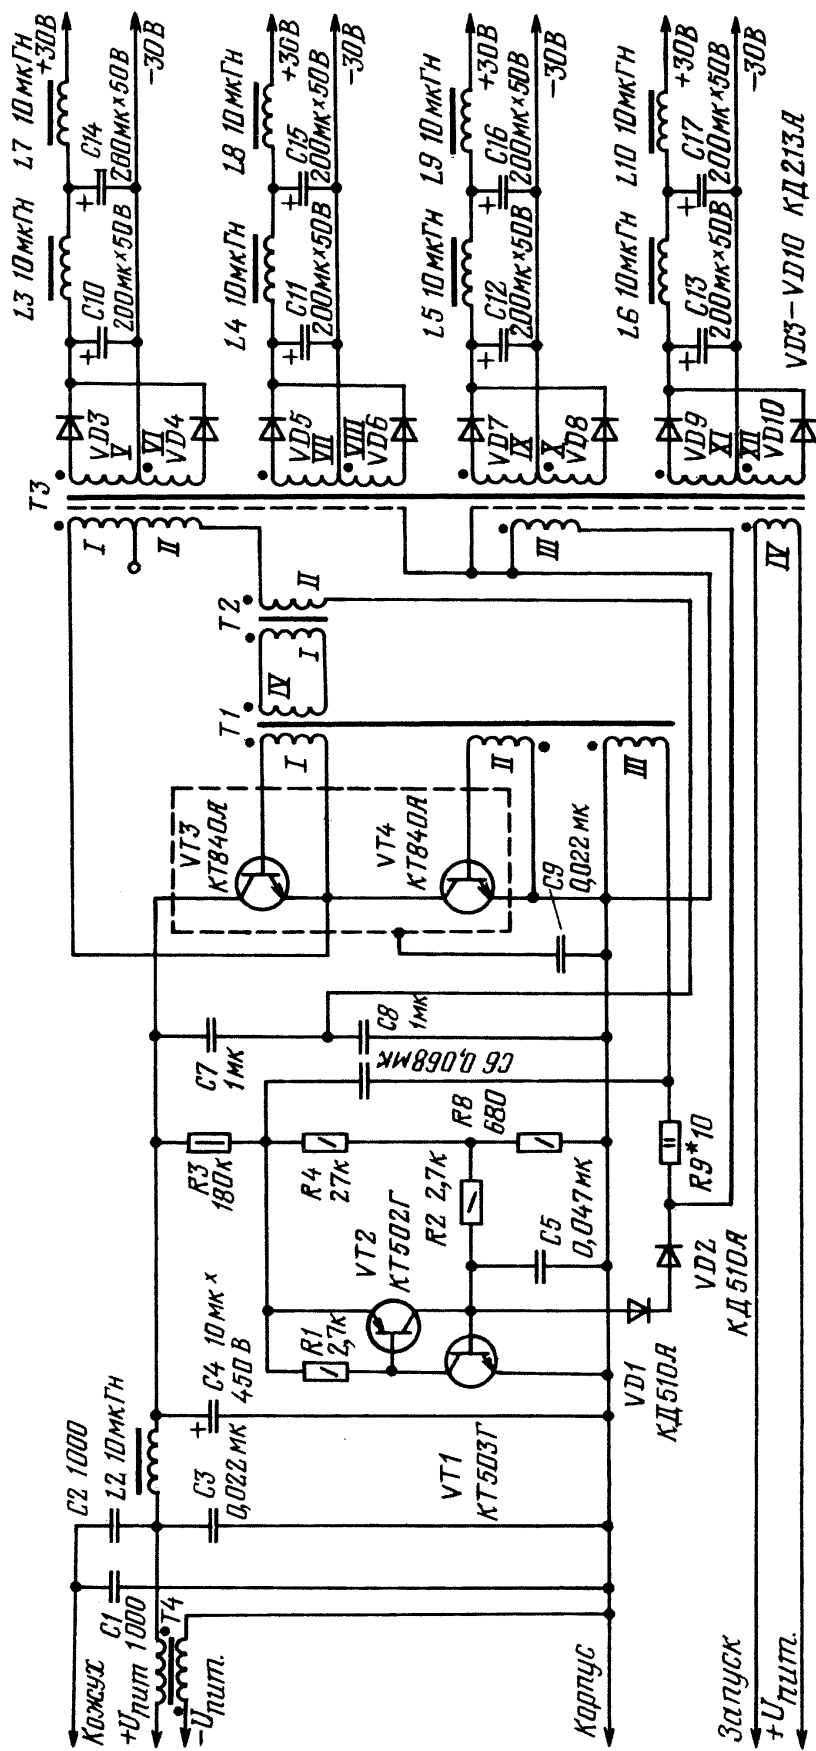 L7 10мкГн
+30В
L3 10мкГн
C14
280мк×50В
C10
200мк×50В
-30В
L8 10мкГн
+30В
L4 10мкГн
C15
200мк×50В
C11
200мк×50В
-30В
L9 10мкГн
+30В
L5 10мкГн
C16
200мк×50В
C12
200мк×50В
-30В
L10 10мкГн
+30В
L6 10мкГн
C17
200мк×50В
C13
200мк×50В
-30В
VD3-VD10 КД213А
VD3
V
VI
VD4
VD5
VII
VIII
VD6
VD7
IX
X
VD8
VD9
XI
XII
VD10
T3
I
II
III
IV
T2
II
I
T1
IV
I
II
III
VT3
КТ840А
VT4
КТ840А
C9
0,022мк
C7
1мк
C8
1мк
C6 0,068мк
R3
180к
R4
27к
R8
680
R9*10
R2 2,7к
C5
0,047мк
VT2
КТ502Г
R1
2,7к
VT1
КТ503Г
VD1
КД510А
VD2
КД510А
C4 10мк×
450В
C2 1000
L2 10мкГн
C3
0,022мк
C1
1000
T4
Кожух
+Uпит
-Uпит.
Корпус
Запуск
+Uпит.